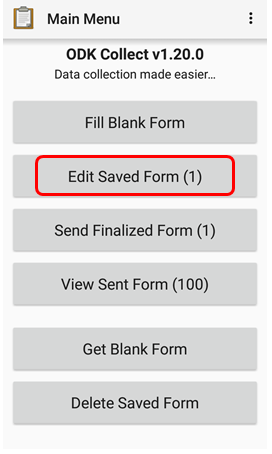 Main Menu
ODK Collect v1.20.0
Data collection made easier...
Fill Blank Form
Edit Saved Form (1)
Send Finalized Form (1)
View Sent Form (100)
Get Blank Form
Delete Saved Form